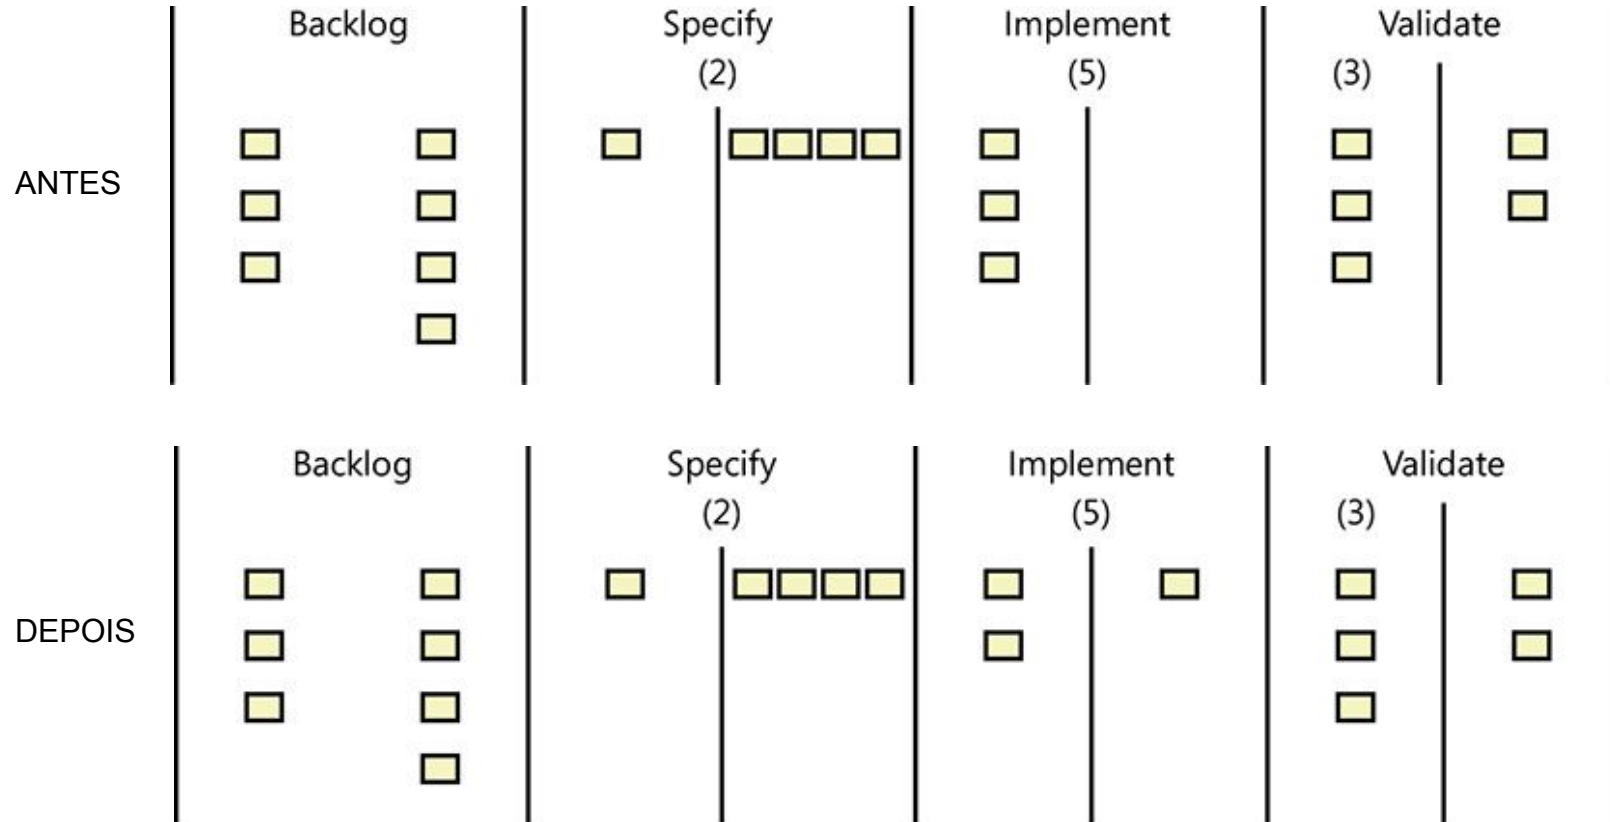 Backlog Specify Implement Validate
(2) (5) (3)
ANTES
Backlog Specify Implement Validate
(2) (5) (3)
DEPOIS